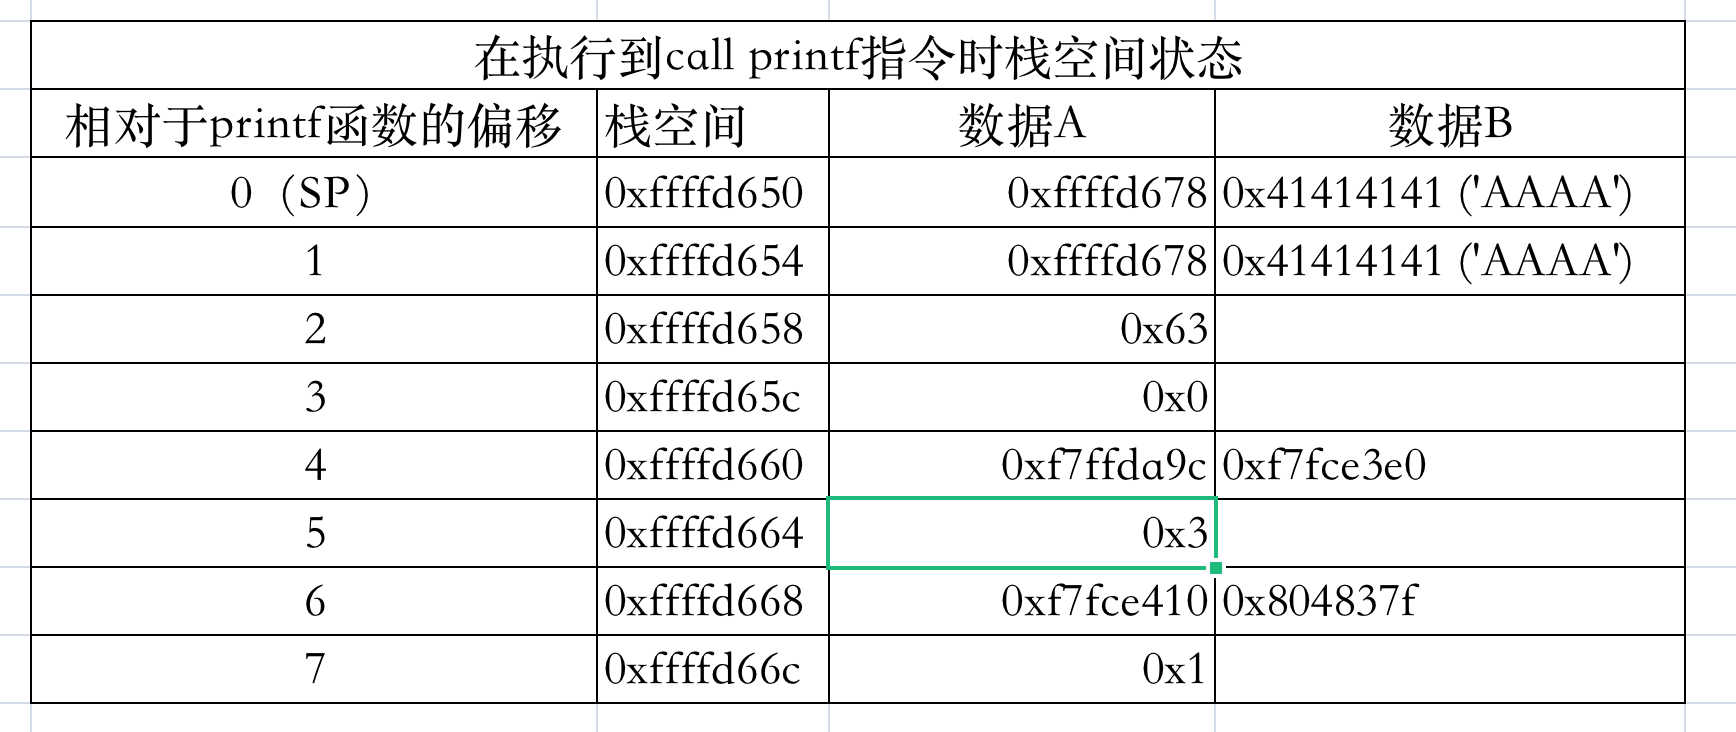 在执行到call printf指令时栈空间状态
相对于printf函数的偏移 栈空间 数据A 数据B
0（SP） 0xffffd650 0xffffd678 0x41414141 ('AAAA')
1 0xffffd654 0xffffd678 0x41414141 ('AAAA')
2 0xffffd658 0x63
3 0xffffd65c 0x0
4 0xffffd660 0xf7ffda9c 0xf7fce3e0
5 0xffffd664 0x3
6 0xffffd668 0xf7fce410 0x804837f
7 0xffffd66c 0x1